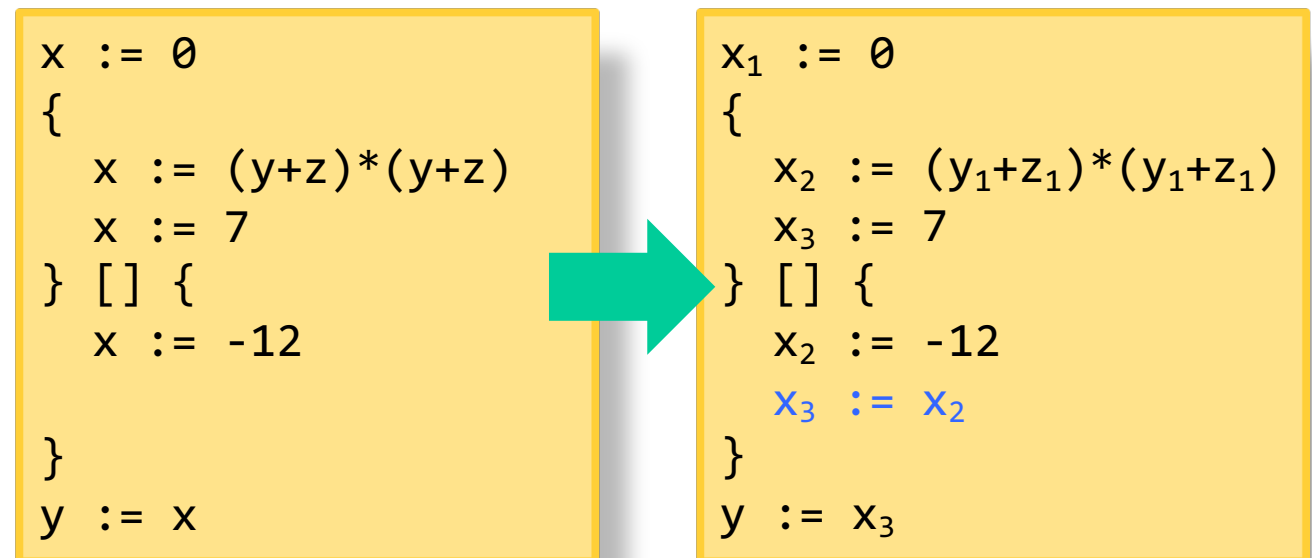 x := 0
{
  x := (y+z)*(y+z)
  x := 7
} [] {
  x := -12
}
y := x
x₁ := 0
{
  x₂ := (y₁+z₁)*(y₁+z₁)
  x₃ := 7
} [] {
  x₂ := -12
  x₃ := x₂
}
y := x₃